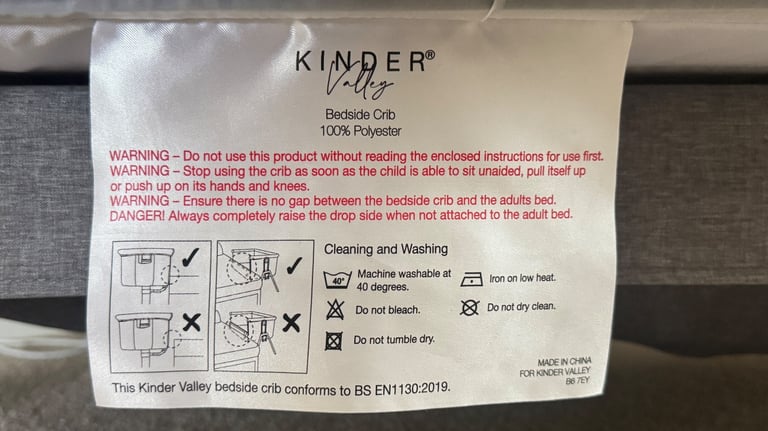 KINDER®
Valley
Bedside Crib
100% Polyester
WARNING – Do not use this product without reading the enclosed instructions for use first.
WARNING – Stop using the crib as soon as the child is able to sit unaided, pull itself up
or push up on its hands and knees.
WARNING – Ensure there is no gap between the bedside crib and the adults bed.
DANGER! Always completely raise the drop side when not attached to the adult bed.
Cleaning and Washing
40°
Machine washable at
40 degrees.
Iron on low heat.
Do not bleach.
Do not dry clean.
Do not tumble dry.
MADE IN CHINA
FOR KINDER VALLEY
B6 7EY
This Kinder Valley bedside crib conforms to BS EN1130:2019.